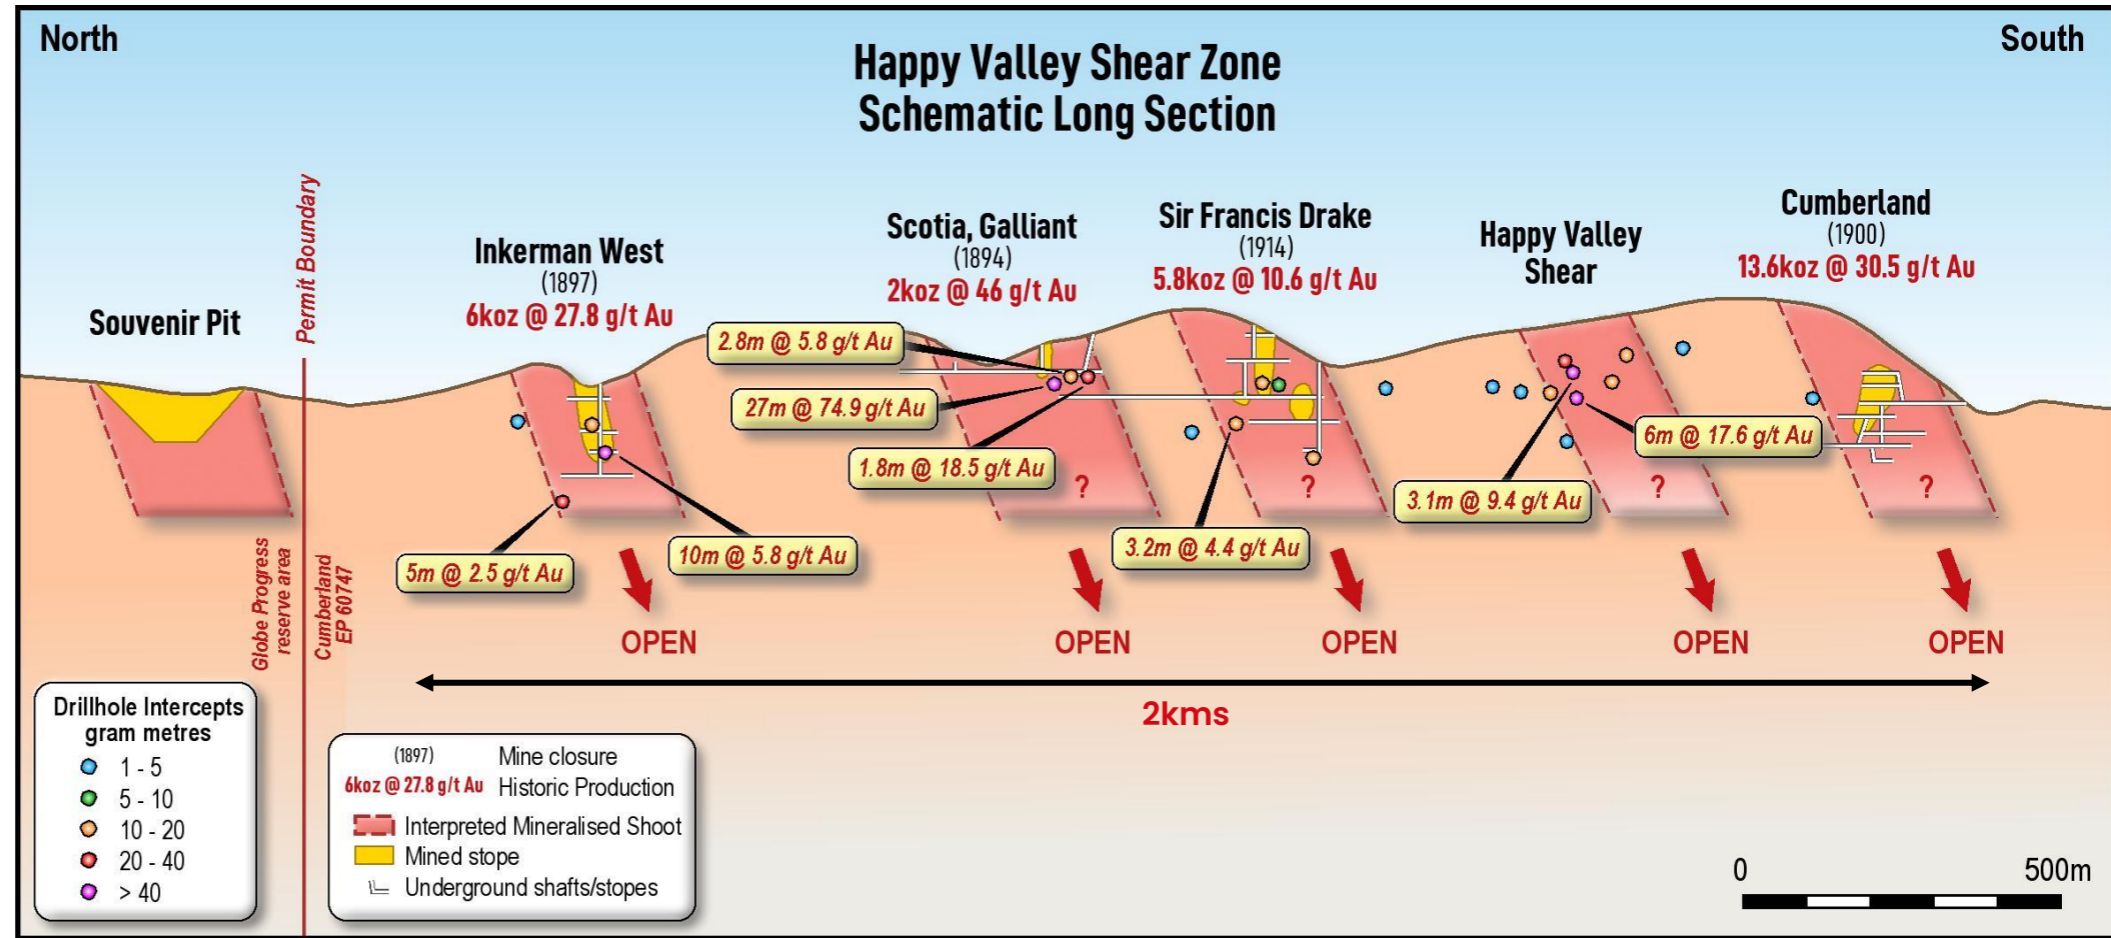 North
South
Happy Valley Shear Zone
Schematic Long Section
Permit Boundary
Souvenir Pit
Inkerman West
(1897)
6koz @ 27.8 g/t Au
Scotia, Galliant
(1894)
2koz @ 46 g/t Au
Sir Francis Drake
(1914)
5.8koz @ 10.6 g/t Au
Happy Valley
Shear
Cumberland
(1900)
13.6koz @ 30.5 g/t Au
2.8m @ 5.8 g/t Au
27m @ 74.9 g/t Au
1.8m @ 18.5 g/t Au
6m @ 17.6 g/t Au
3.1m @ 9.4 g/t Au
3.2m @ 4.4 g/t Au
10m @ 5.8 g/t Au
5m @ 2.5 g/t Au
?
?
?
?
Globe Progress
reserve area
Cumberland
EP 60747
OPEN
OPEN
OPEN
OPEN
OPEN
2kms
Drillhole Intercepts
gram metres
1 - 5
5 - 10
10 - 20
20 - 40
> 40
(1897) Mine closure
6koz @ 27.8 g/t Au Historic Production
Interpreted Mineralised Shoot
Mined stope
Underground shafts/stopes
0 500m